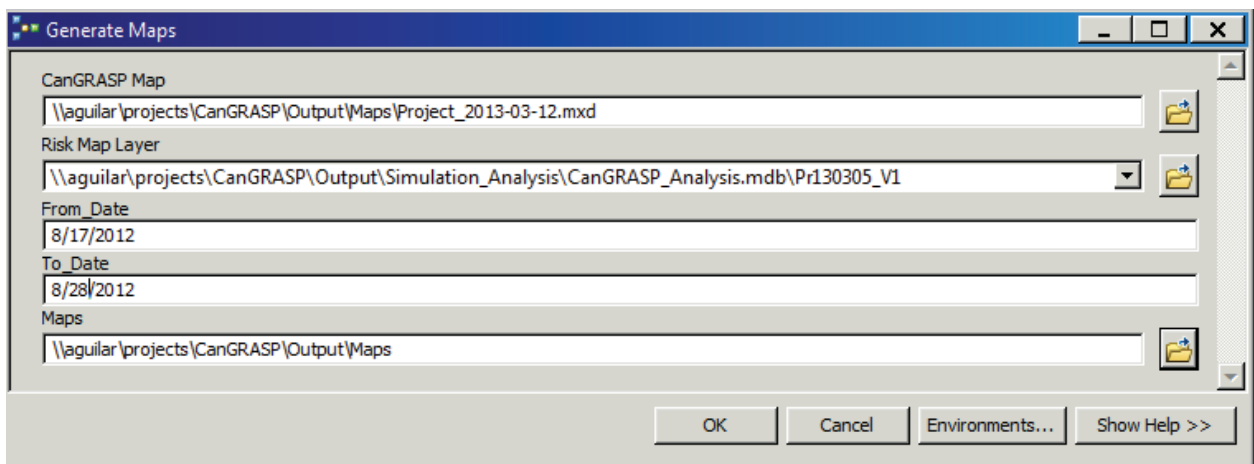 Generate Maps
CanGRASP Map
\\aguilar\projects\CanGRASP\Output\Maps\Project_2013-03-12.mxd
Risk Map Layer
\\aguilar\projects\CanGRASP\Output\Simulation_Analysis\CanGRASP_Analysis.mdb\Pr130305_V1
From_Date
8/17/2012
To_Date
8/28/2012
Maps
\\aguilar\projects\CanGRASP\Output\Maps
OK Cancel Environments... Show Help >>